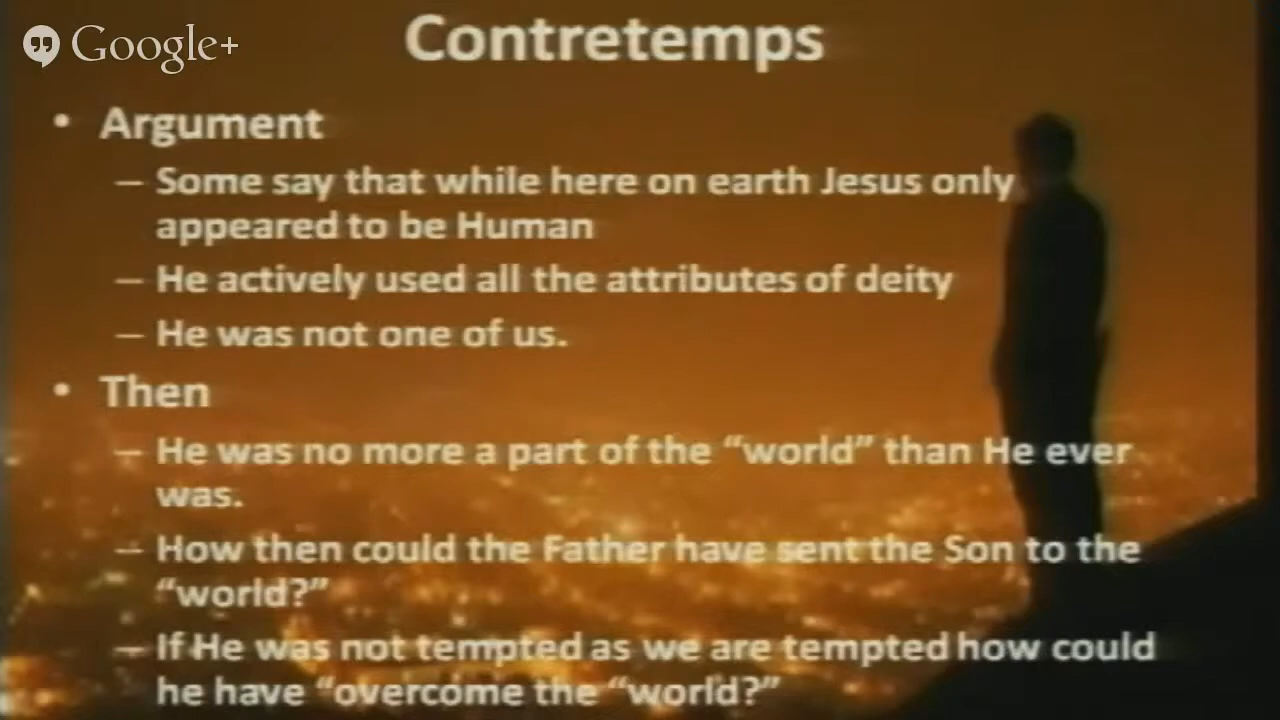 Google+
Contretemps
• Argument
– Some say that while here on earth Jesus only
appeared to be Human
– He actively used all the attributes of deity
– He was not one of us.
• Then
– He was no more a part of the “world” than He ever
was.
– How then could the Father have sent the Son to the
“world?”
– If He was not tempted as we are tempted how could
he have “overcome the “world?”